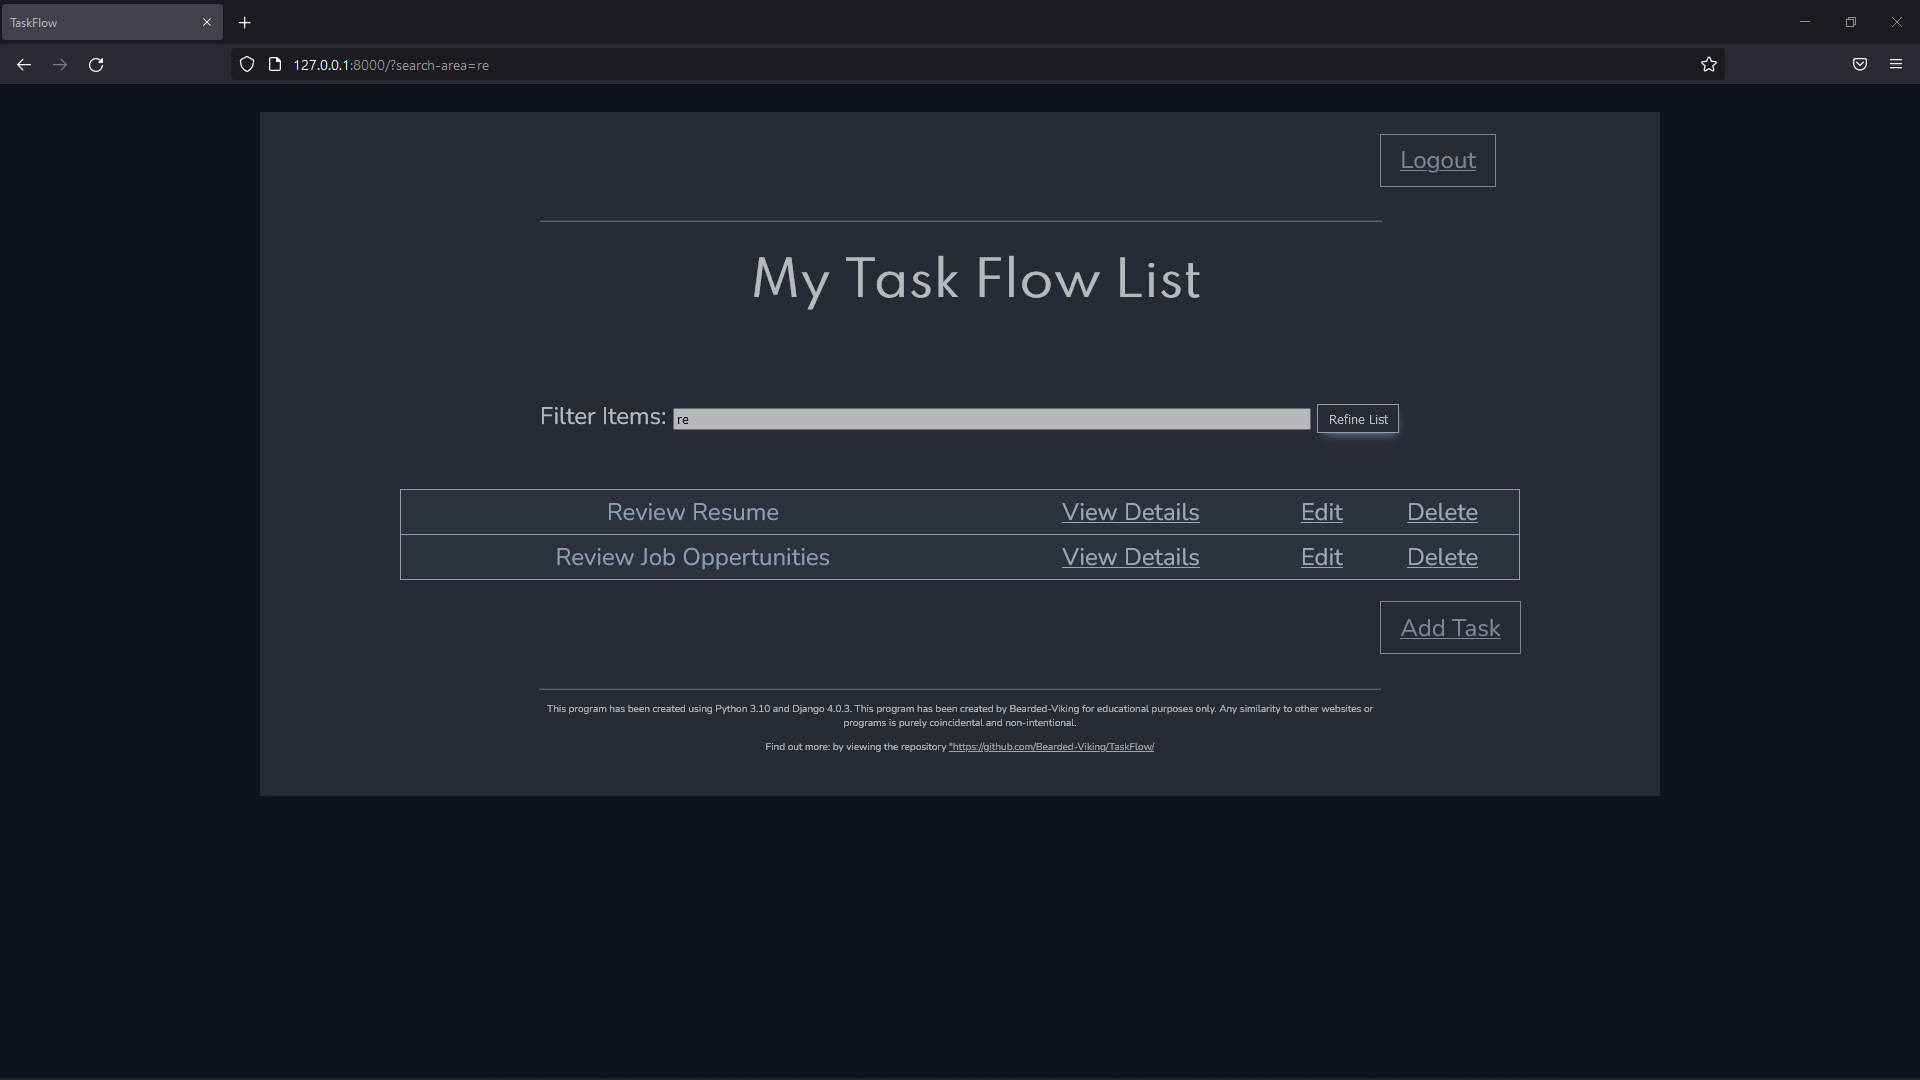 TaskFlow
127.0.0.1:8000/?search-area=re
Logout
My Task Flow List
Filter Items: re Refine List
Review Resume View Details Edit Delete
Review Job Oppertunities View Details Edit Delete
Add Task
This program has been created using Python 3.10 and Django 4.0.3. This program has been created by Bearded-Viking for educational purposes only. Any similarity to other websites or
programs is purely coincidental and non-intentional.
Find out more: by viewing the repository "https://github.com/Bearded-Viking/TaskFlow/